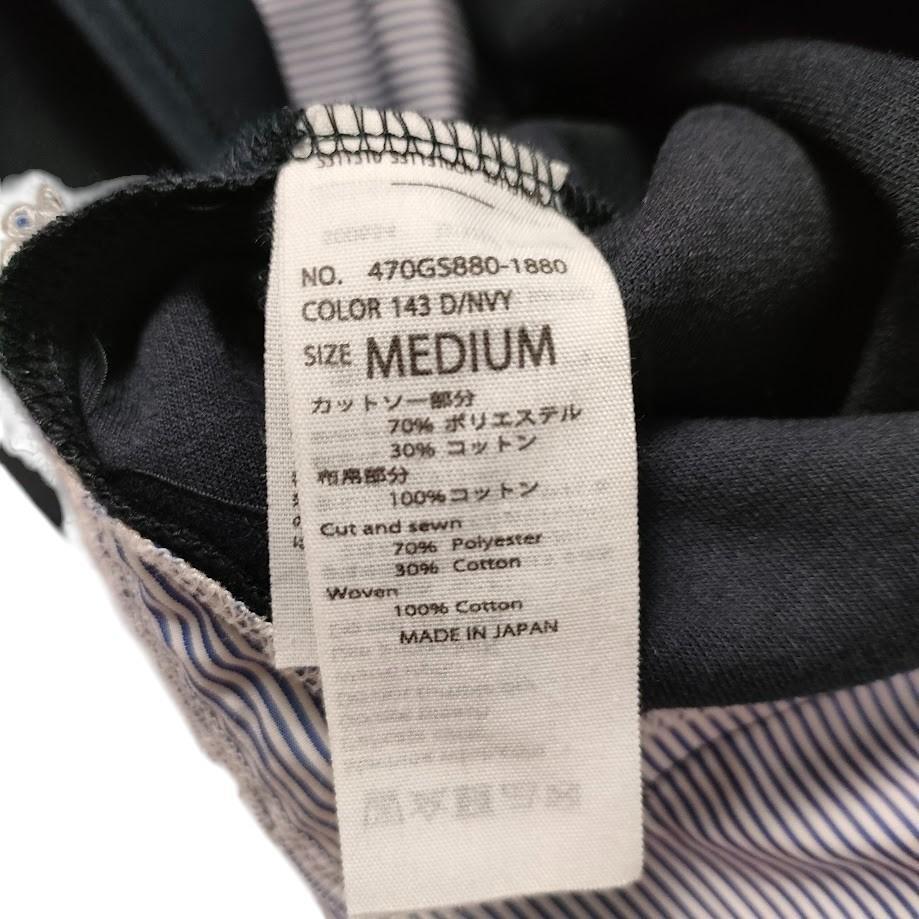 NO. 470GS880-1880
COLOR 143 D/NVY
SIZE MEDIUM
カットソー部分
70% ポリエステル
30% コットン
布帛部分
100%コットン
Cut and sewn
70% Polyester
30% Cotton
Woven
100% Cotton
MADE IN JAPAN